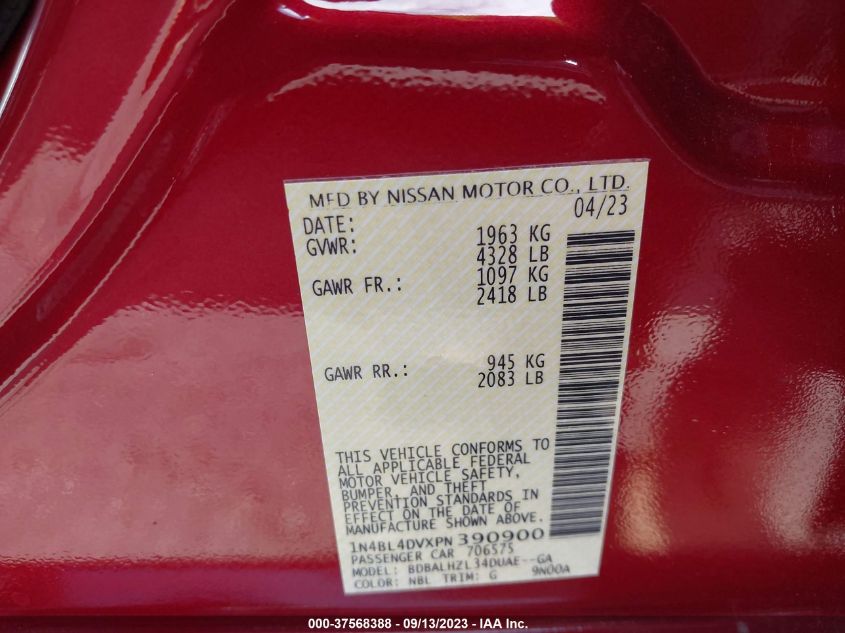 MFD BY NISSAN MOTOR CO., LTD.
DATE: 04/23
GVWR: 1963 KG
4328 LB
GAWR FR.: 1097 KG
2418 LB
GAWR RR.: 945 KG
2083 LB
THIS VEHICLE CONFORMS TO
ALL APPLICABLE FEDERAL
MOTOR VEHICLE SAFETY,
BUMPER, AND THEFT
PREVENTION STANDARDS IN
EFFECT ON THE DATE OF
MANUFACTURE SHOWN ABOVE.
1N4BL4DVXPN390900
PASSENGER CAR 706575
MODEL: BDBALHZL34DUAE--GA
COLOR: NBL TRIM: G 9N00A
000-37568388 - 09/13/2023 - IAA Inc.